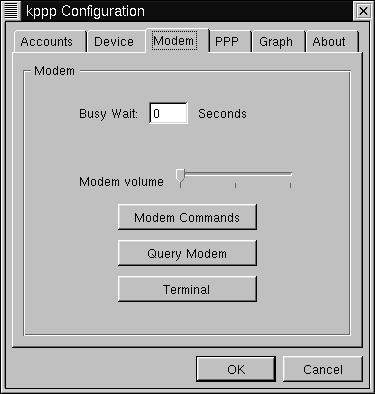 kppp Configuration
Accounts Device Modem PPP Graph About
Modem
Busy Wait: 0 Seconds
Modem volume
Modem Commands
Query Modem
Terminal
OK Cancel